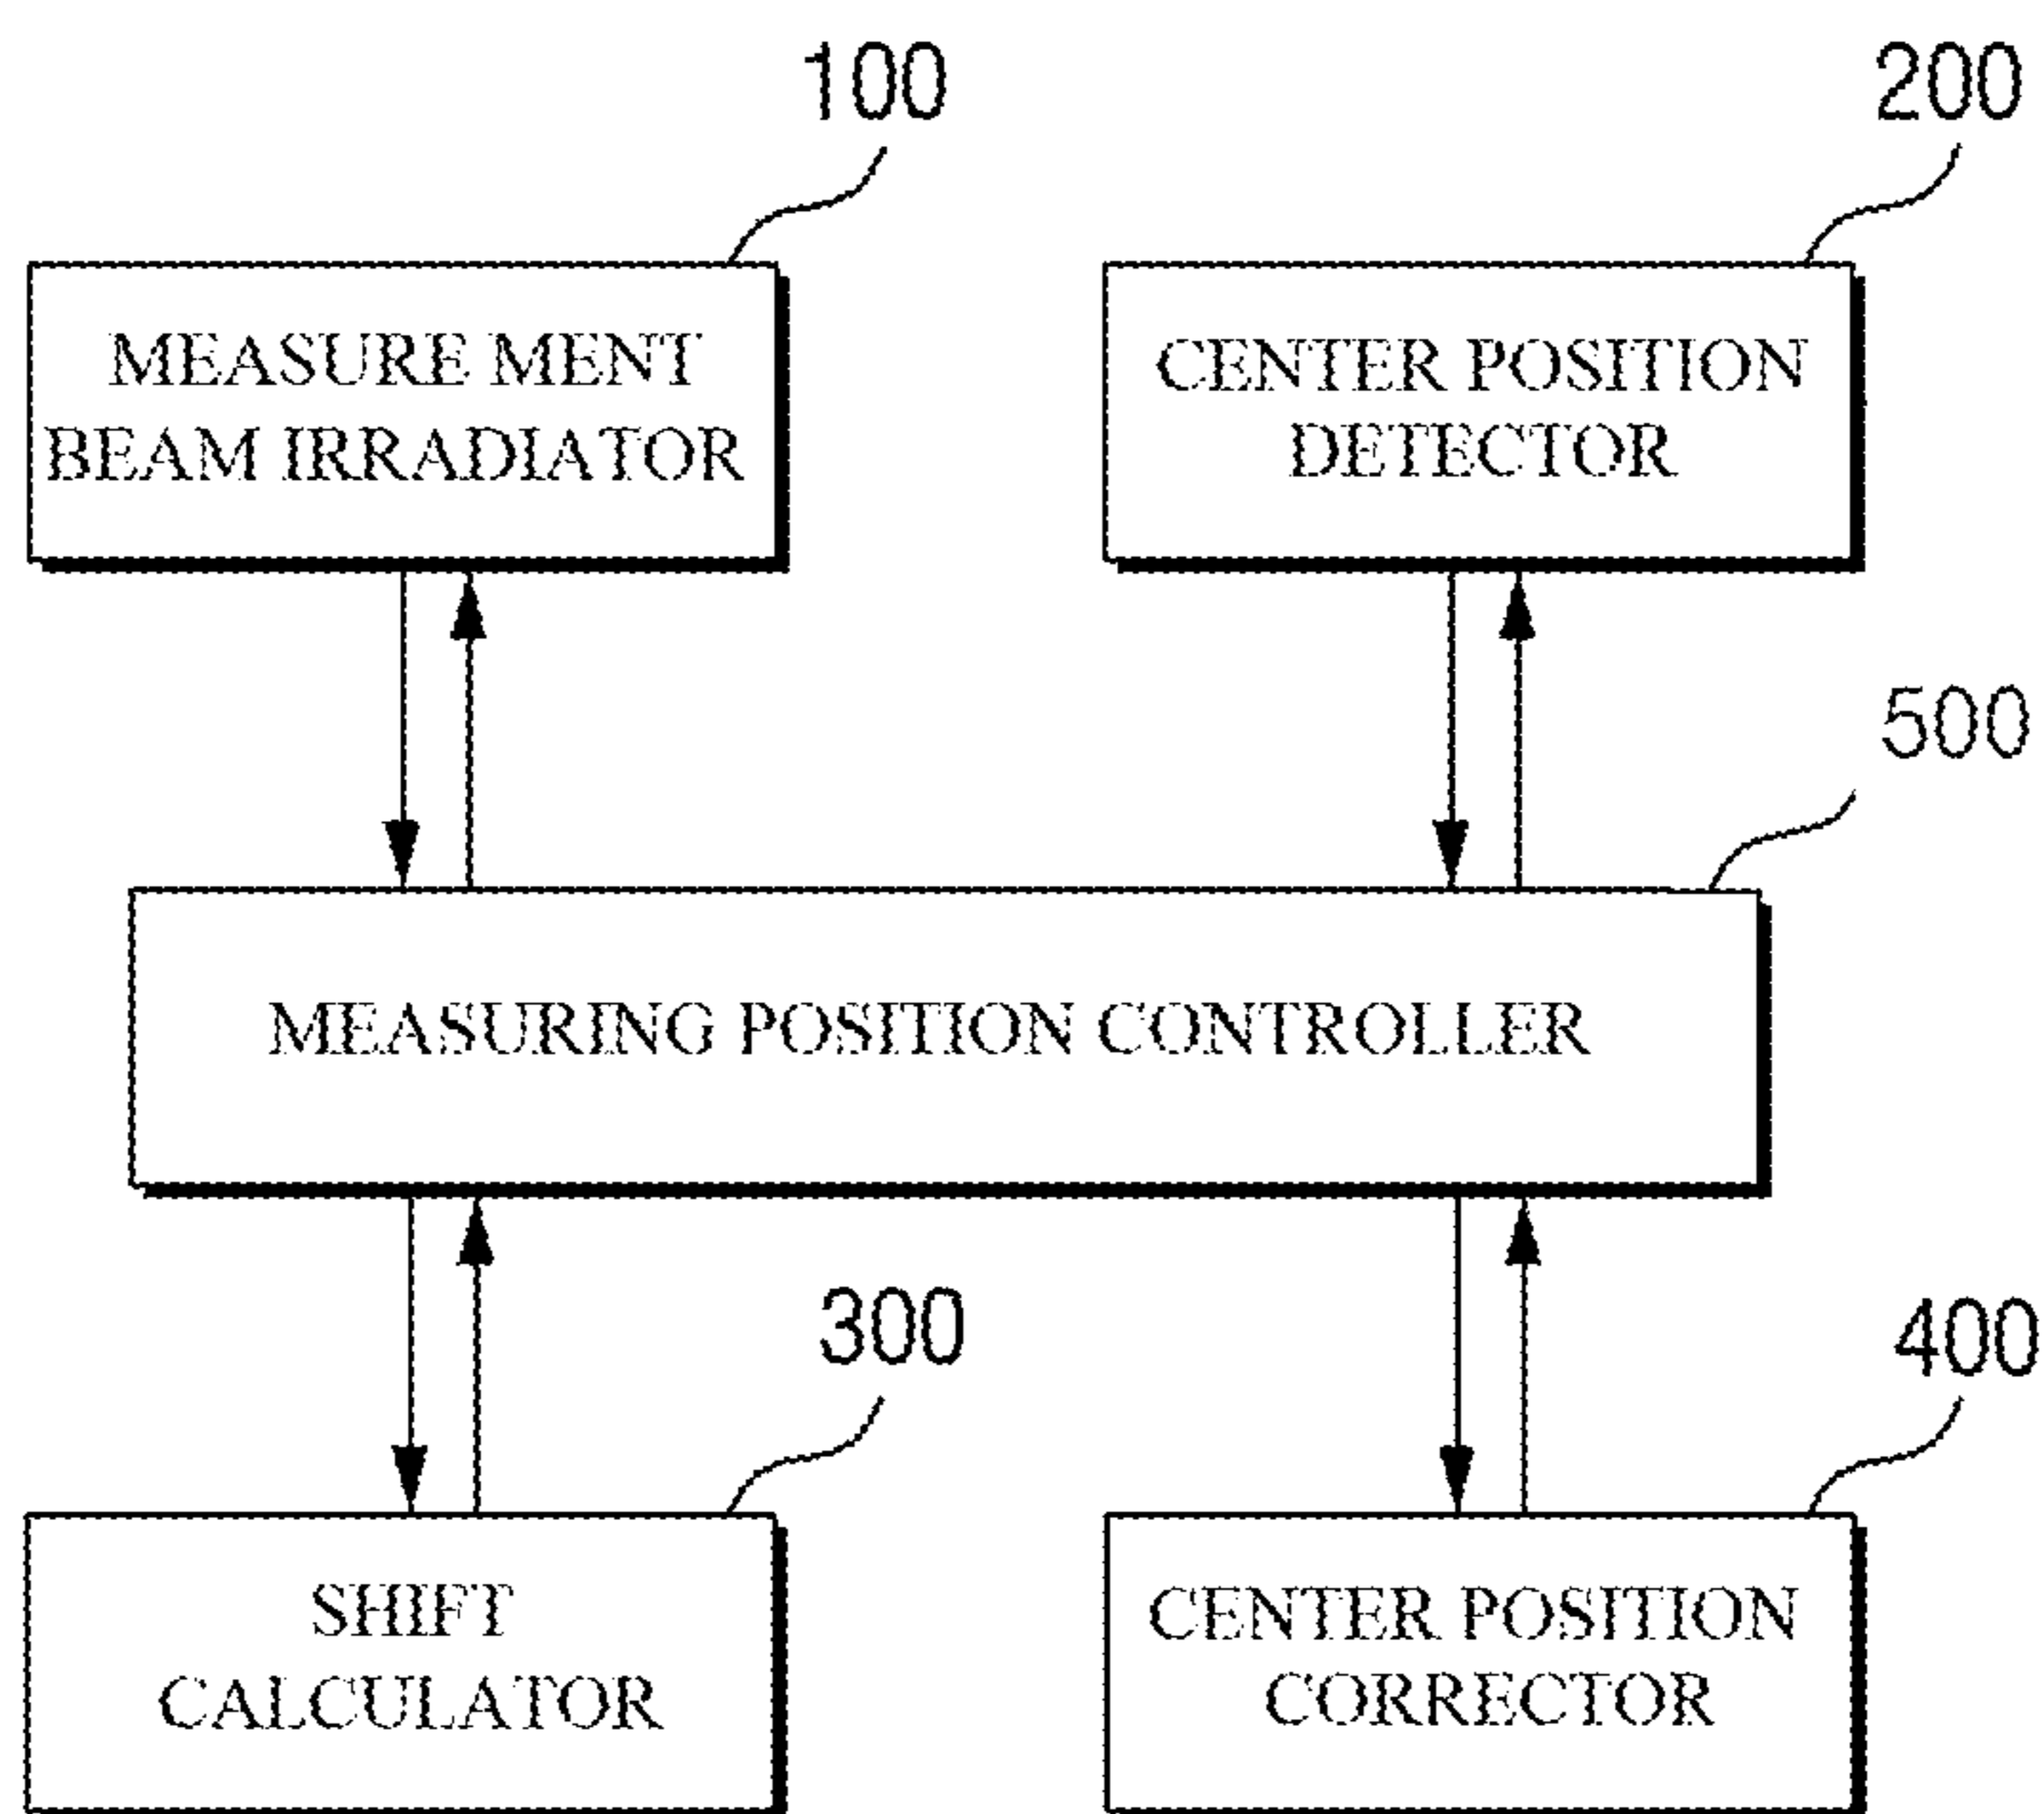 100
200
MEASURE MENT
BEAM IRRADIATOR
CENTER POSITION
DETECTOR
500
MEASURING POSITION CONTROLLER
300
400
SHIFT
CALCULATOR
CENTER POSITION
CORRECTOR